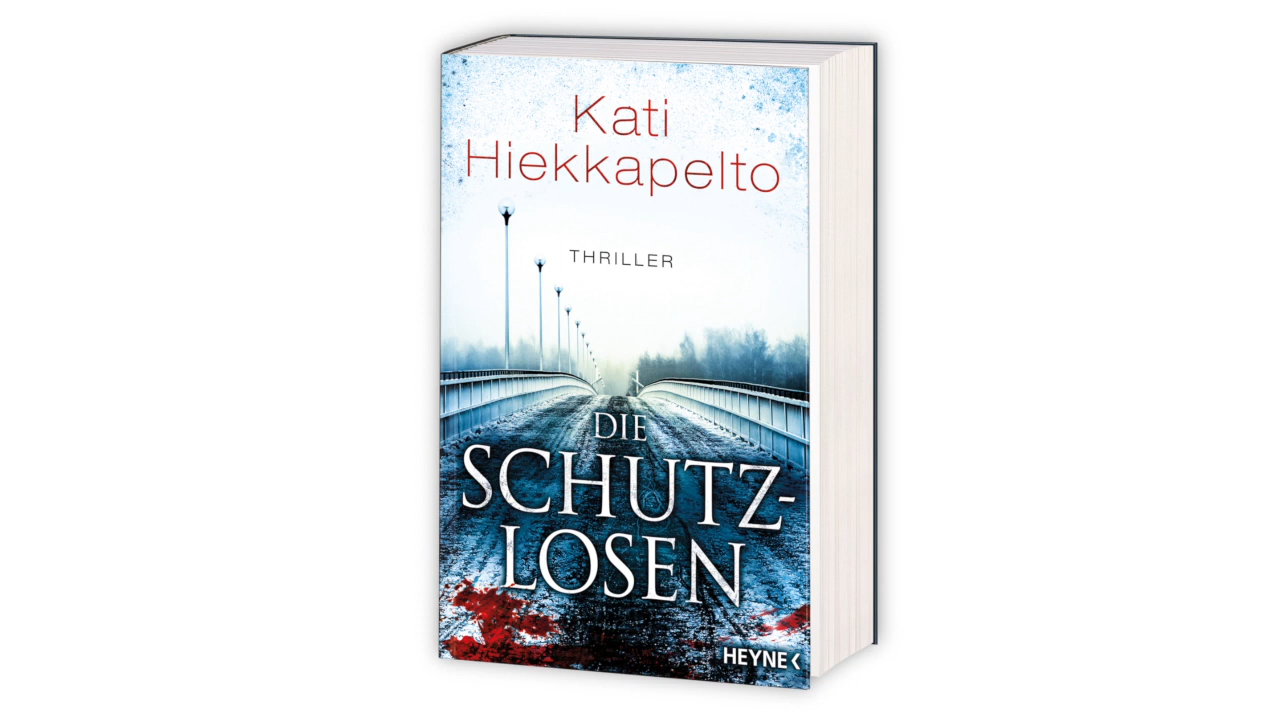 Kati
Hiekkapelto
THRILLER
DIE
SCHUTZ-
LOSEN
HEYNE <